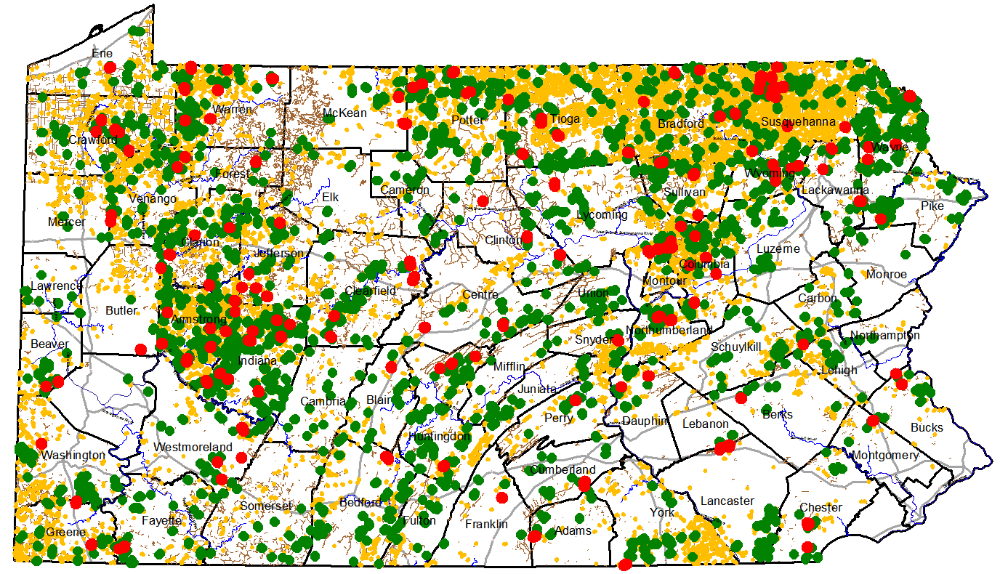 Erie
Warren
McKean
Potter
Tioga
Bradford
Susquehanna
Crawford
Wayne
Forest
Wyoming
Venango
Elk
Cameron
Sullivan
Lackawanna
Mercer
Lycoming
Pike
Clarion
Clinton
Jefferson
Luzerne
Columbia
Monroe
Lawrence
Clearfield
Centre
Union
Montour
Carbon
Butler
Armstrong
Northumberland
Northampton
Beaver
Snyder
Schuylkill
Indiana
Mifflin
Lehigh
Juniata
Cambria
Blair
Perry
Dauphin
Lebanon
Berks
Bucks
Huntingdon
Westmoreland
Washington
Montgomery
Cumberland
Somerset
Bedford
Lancaster
Chester
Fayette
Fulton
Franklin
York
Greene
Adams